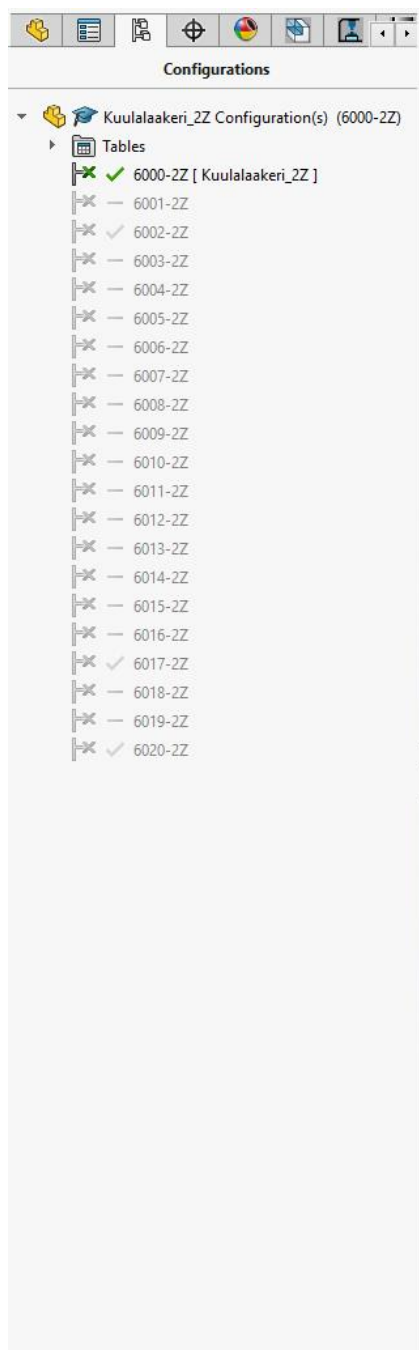 Configurations
Kuulalaakeri_2Z Configuration(s) (6000-2Z)
Tables
6000-2Z [ Kuulalaakeri_2Z ]
6001-2Z
6002-2Z
6003-2Z
6004-2Z
6005-2Z
6006-2Z
6007-2Z
6008-2Z
6009-2Z
6010-2Z
6011-2Z
6012-2Z
6013-2Z
6014-2Z
6015-2Z
6016-2Z
6017-2Z
6018-2Z
6019-2Z
6020-2Z